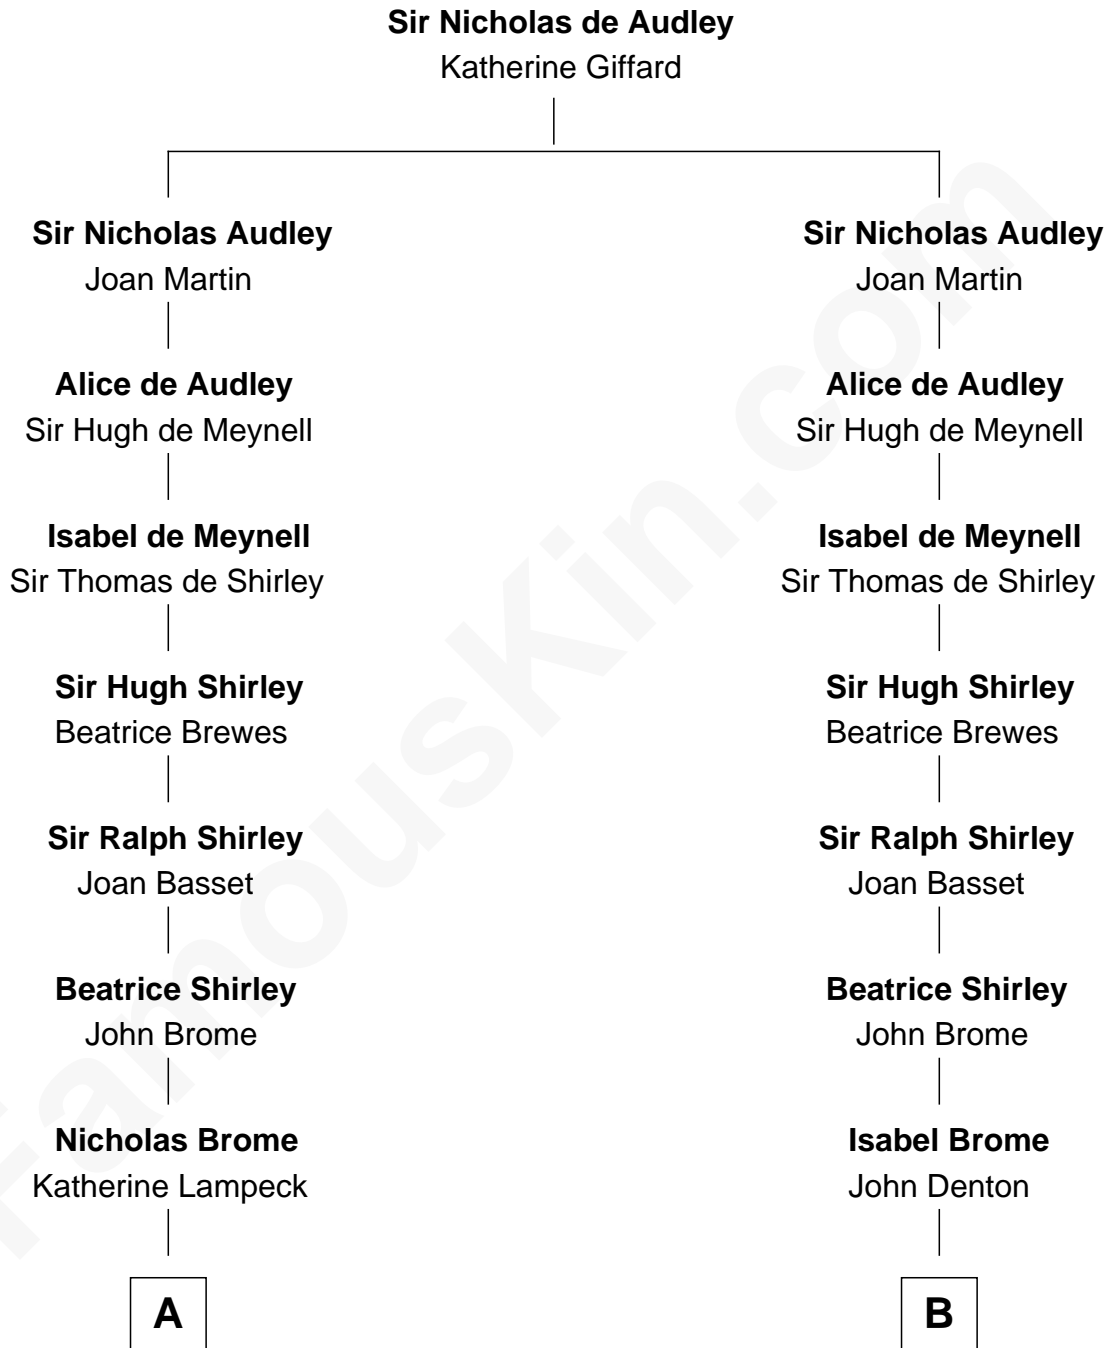 Sir Nicholas de Audley
Katherine Giffard
Sir Nicholas Audley
Joan Martin
Alice de Audley
Sir Hugh de Meynell
Isabel de Meynell
Sir Thomas de Shirley
Sir Hugh Shirley
Beatrice Brewes
Sir Ralph Shirley
Joan Basset
Beatrice Shirley
John Brome
Nicholas Brome
Katherine Lampeck
A
Sir Nicholas Audley
Joan Martin
Alice de Audley
Sir Hugh de Meynell
Isabel de Meynell
Sir Thomas de Shirley
Sir Hugh Shirley
Beatrice Brewes
Sir Ralph Shirley
Joan Basset
Beatrice Shirley
John Brome
Isabel Brome
John Denton
B
FamousKin.com